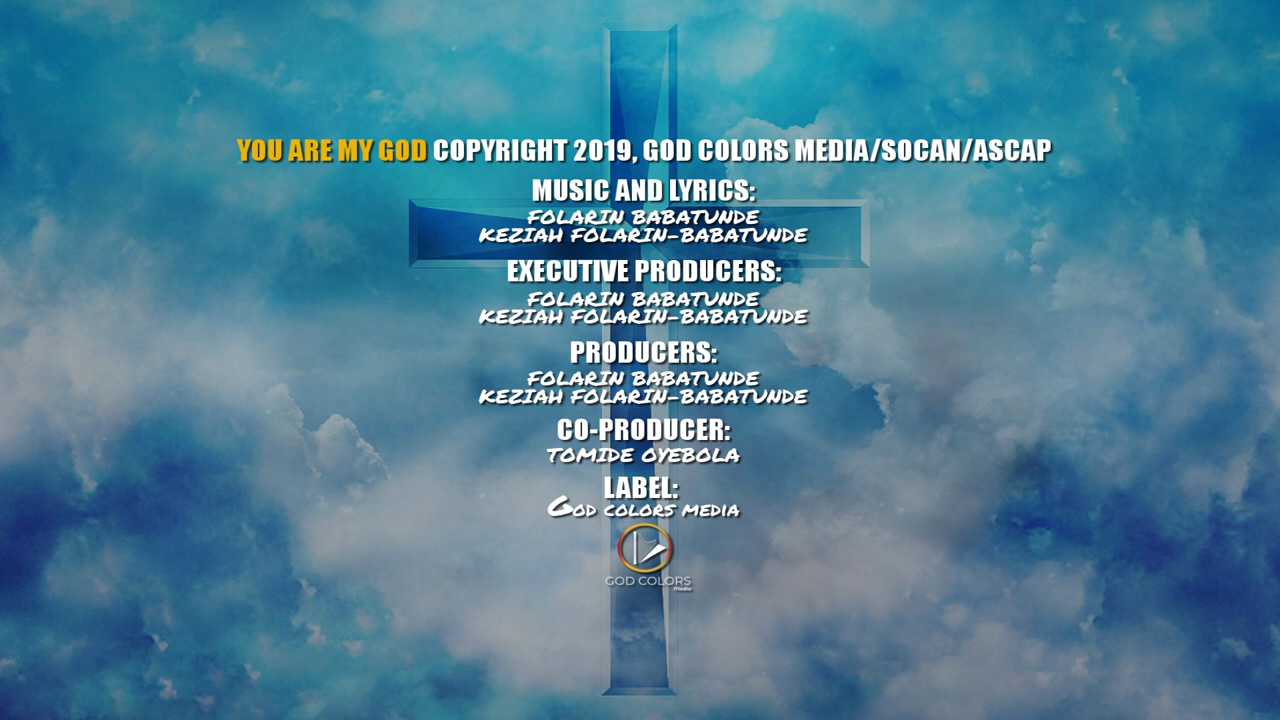 YOU ARE MY GOD COPYRIGHT 2019, GOD COLORS MEDIA/SOCAN/ASCAP
MUSIC AND LYRICS:
FOLARIN BABATUNDE
KEZIAH FOLARIN-BABATUNDE
EXECUTIVE PRODUCERS:
FOLARIN BABATUNDE
KEZIAH FOLARIN-BABATUNDE
PRODUCERS:
FOLARIN BABATUNDE
KEZIAH FOLARIN-BABATUNDE
CO-PRODUCER:
TOMIDE OYEBOLA
LABEL:
GOD COLORS MEDIA
GOD COLORS
Media